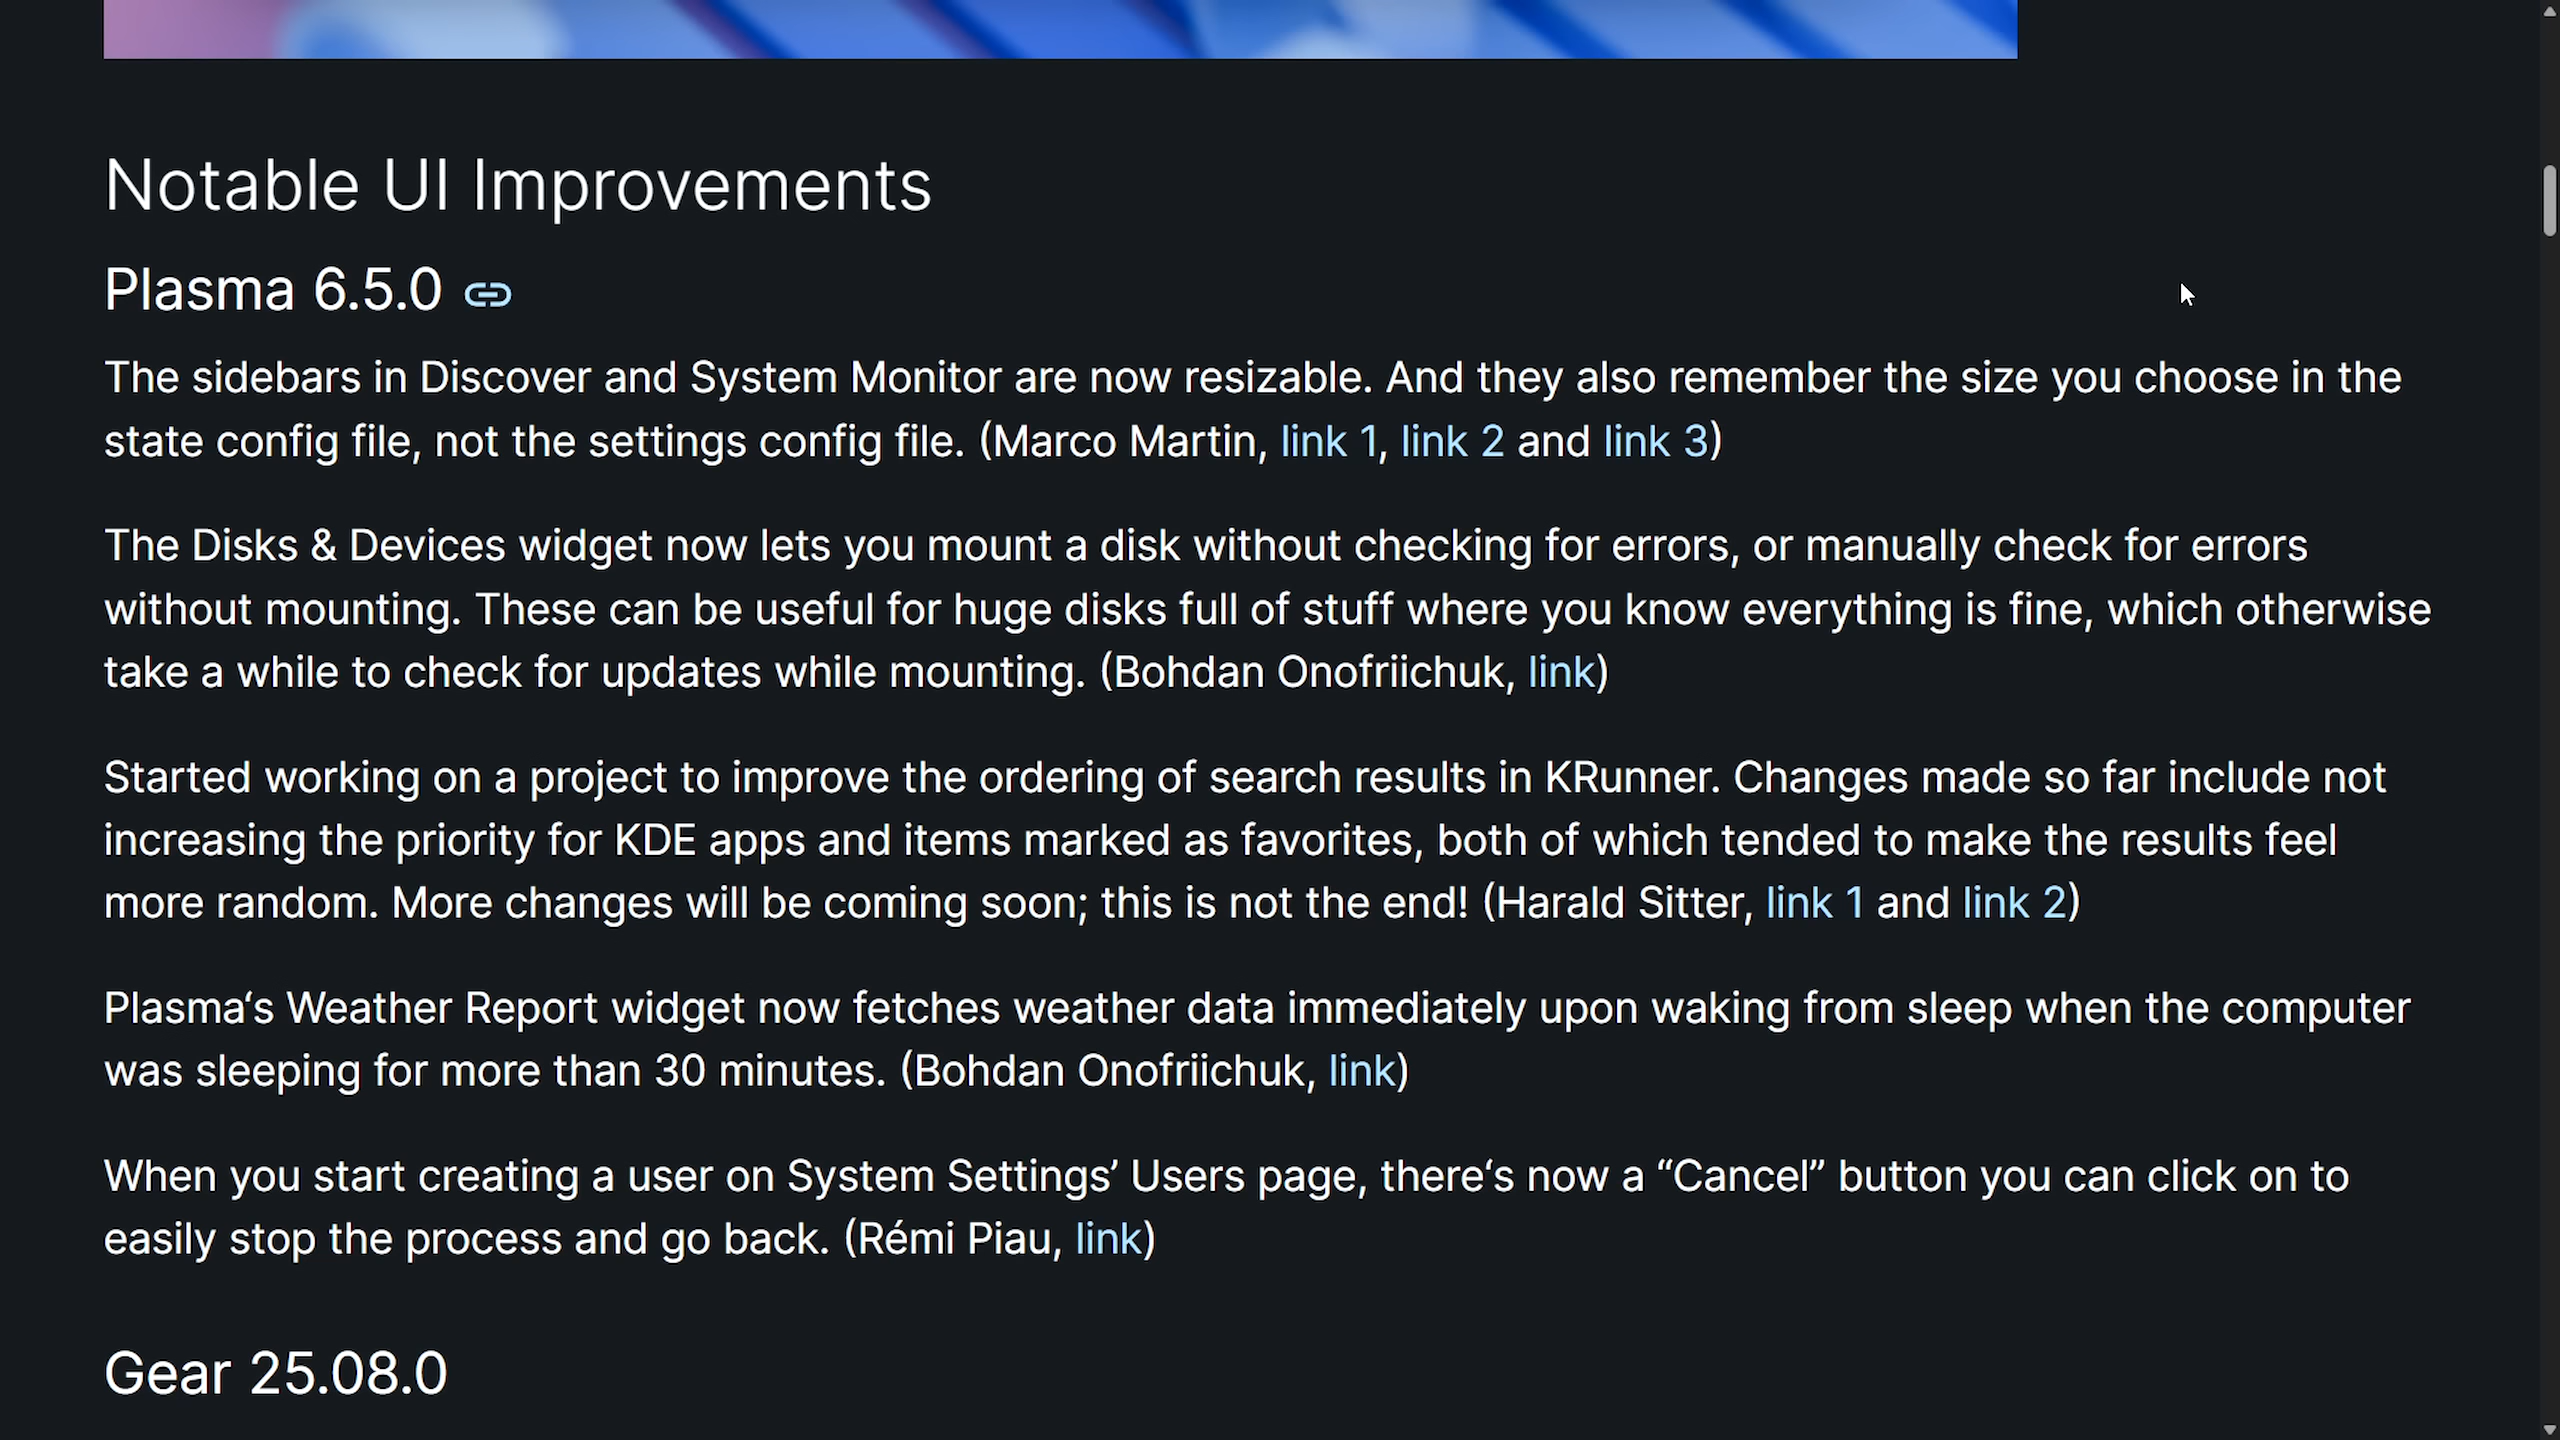 Notable UI Improvements
Plasma 6.5.0
The sidebars in Discover and System Monitor are now resizable. And they also remember the size you choose in the
state config file, not the settings config file. (Marco Martin, link 1, link 2 and link 3)
The Disks & Devices widget now lets you mount a disk without checking for errors, or manually check for errors
without mounting. These can be useful for huge disks full of stuff where you know everything is fine, which otherwise
take a while to check for updates while mounting. (Bohdan Onofriichuk, link)
Started working on a project to improve the ordering of search results in KRunner. Changes made so far include not
increasing the priority for KDE apps and items marked as favorites, both of which tended to make the results feel
more random. More changes will be coming soon; this is not the end! (Harald Sitter, link 1 and link 2)
Plasma‘s Weather Report widget now fetches weather data immediately upon waking from sleep when the computer
was sleeping for more than 30 minutes. (Bohdan Onofriichuk, link)
When you start creating a user on System Settings’ Users page, there‘s now a “Cancel” button you can click on to
easily stop the process and go back. (Rémi Piau, link)
Gear 25.08.0